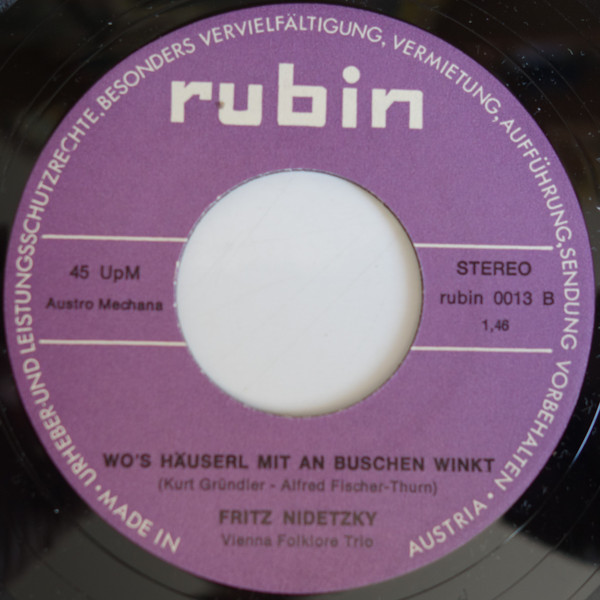 URHEBER-UND LEISTUNGSSCHUTZRECHTE, BESONDERS VERVIELFÄLTIGUNG, VERMIETUNG, AUFFÜHRUNG, SENDUNG VORBEHALTEN •
rubin
45 UpM
Austro Mechana
STEREO
rubin 0013 B
1,46
WO'S HÄUSERL MIT AN BUSCHEN WINKT
(Kurt Gründler - Alfred Fischer-Thurn)
FRITZ NIDETZKY
Vienna Folklore Trio
• MADE IN AUSTRIA •